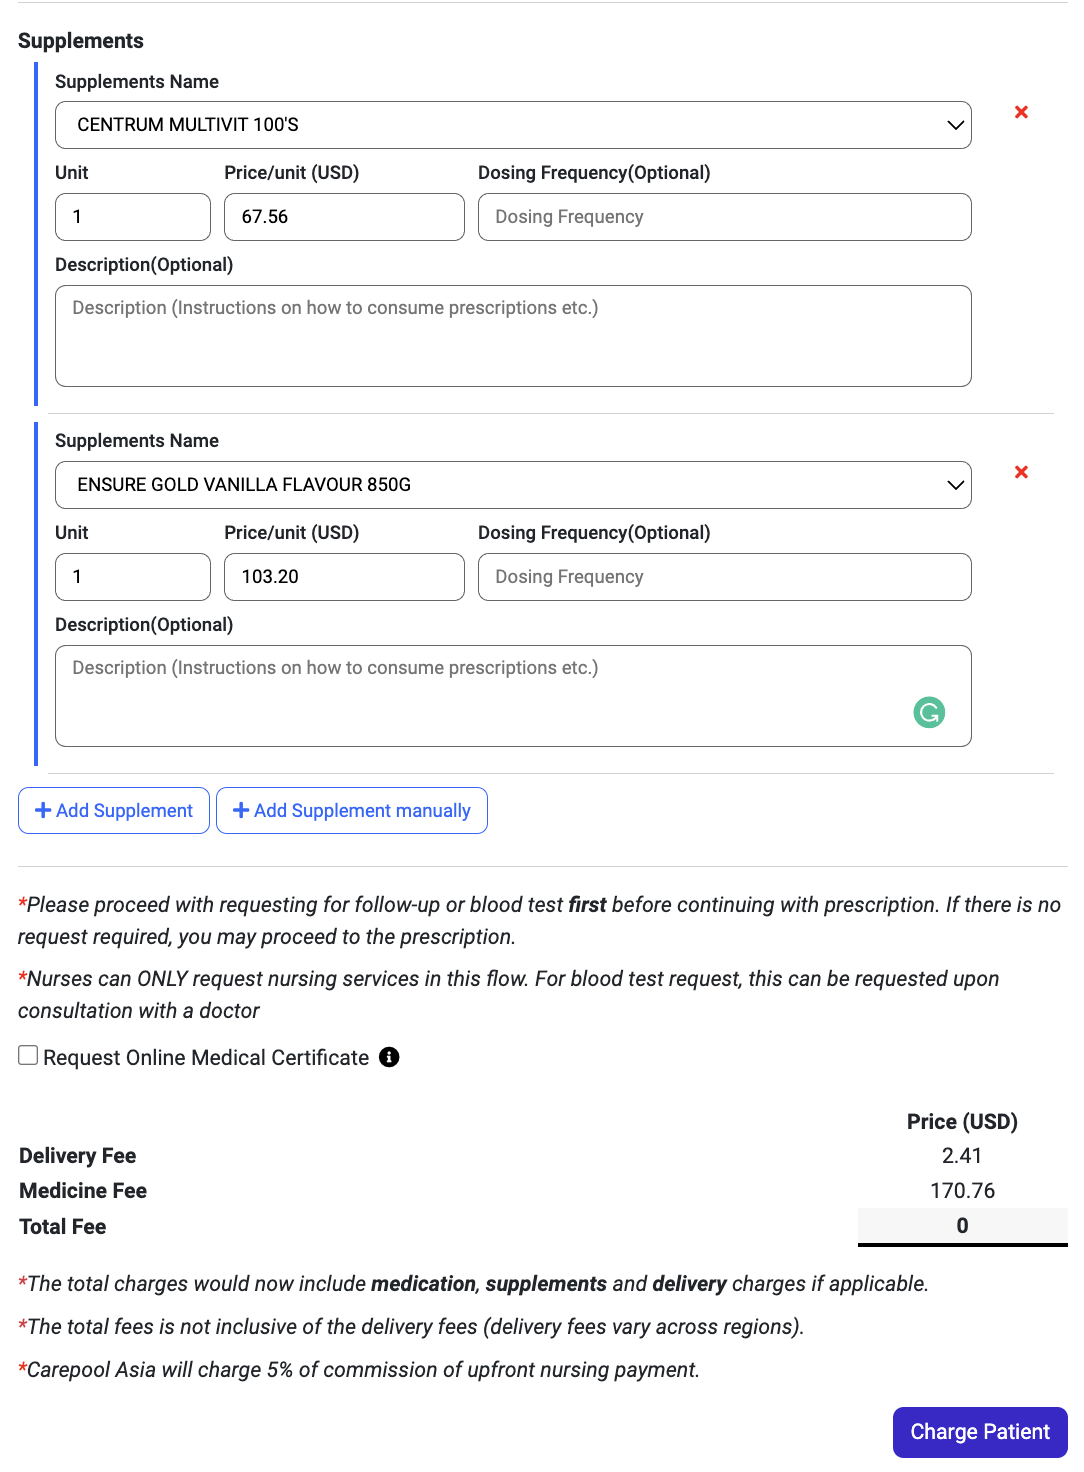 Supplements
Supplements Name
CENTRUM MULTIVIT 100'S
Unit Price/unit (USD) Dosing Frequency(Optional)
1 67.56 Dosing Frequency
Description(Optional)
Description (Instructions on how to consume prescriptions etc.)
Supplements Name
ENSURE GOLD VANILLA FLAVOUR 850G
Unit Price/unit (USD) Dosing Frequency(Optional)
1 103.20 Dosing Frequency
Description(Optional)
Description (Instructions on how to consume prescriptions etc.)
+ Add Supplement + Add Supplement manually
*Please proceed with requesting for follow-up or blood test first before continuing with prescription. If there is no
request required, you may proceed to the prescription.
*Nurses can ONLY request nursing services in this flow. For blood test request, this can be requested upon
consultation with a doctor
Request Online Medical Certificate
Price (USD)
Delivery Fee 2.41
Medicine Fee 170.76
Total Fee 0
*The total charges would now include medication, supplements and delivery charges if applicable.
*The total fees is not inclusive of the delivery fees (delivery fees vary across regions).
*Carepool Asia will charge 5% of commission of upfront nursing payment.
Charge Patient